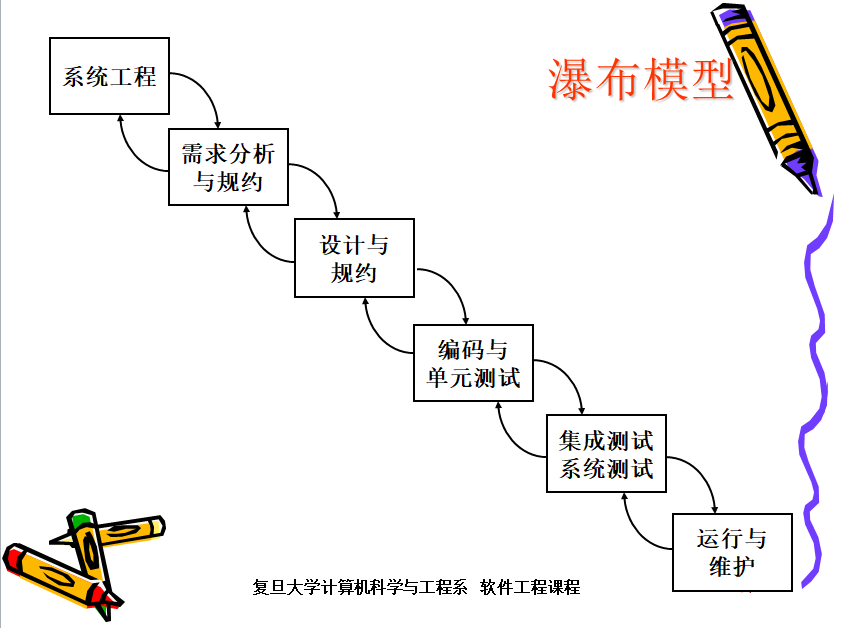 瀑布模型
系统工程
需求分析
与规约
设计与
规约
编码与
单元测试
集成测试
系统测试
运行与
维护
复旦大学计算机科学与工程系 软件工程课程